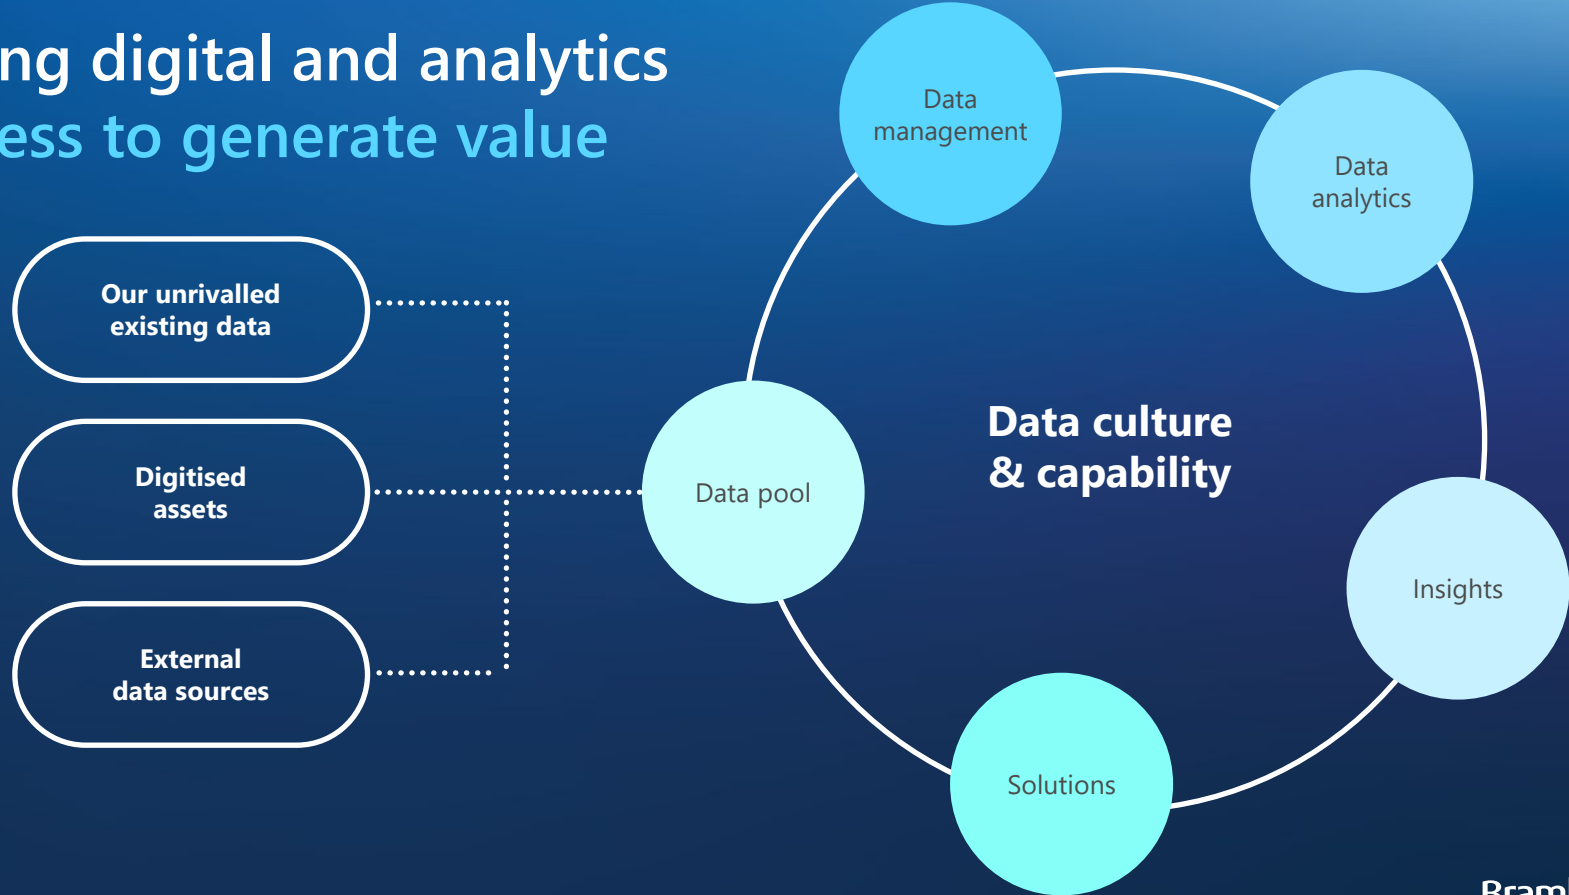 ng digital and analytics
ess to generate value
Our unrivalled
existing data
Digitised
assets
External
data sources
Data
management
Data
analytics
Data pool
Data culture
& capability
Insights
Solutions